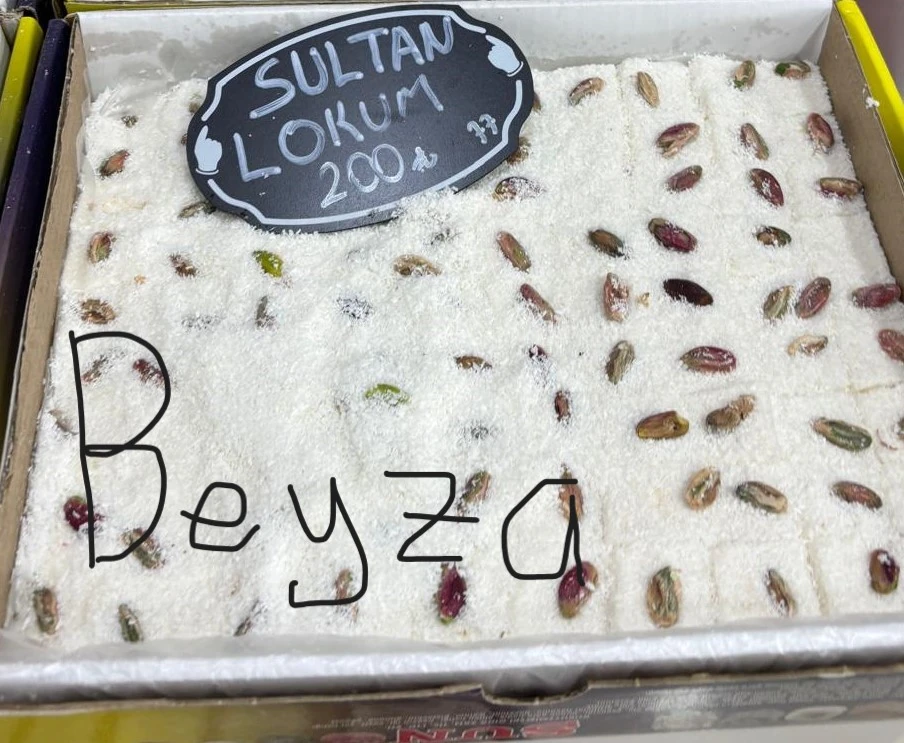 SULTAN
LOKUM
200 ₺
Beyza